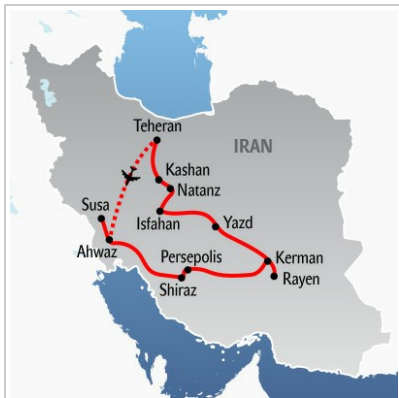 Teheran
IRAN
Kashan
Natanz
Susa
Isfahan
Yazd
Ahwaz
Persepolis
Kerman
Shiraz
Rayen